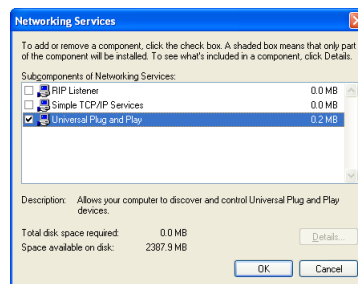 Networking Services
To add or remove a component, click the check box. A shaded box means that only part
of the component will be installed. To see what's included in a component, click Details.
Subcomponents of Networking Services:
RIP Listener 0.0 MB
Simple TCP/IP Services 0.0 MB
Universal Plug and Play 0.2 MB
Description: Allows your computer to discover and control Universal Plug and Play
devices.
Total disk space required: 0.0 MB
Space available on disk: 2387.9 MB
Details...
OK Cancel